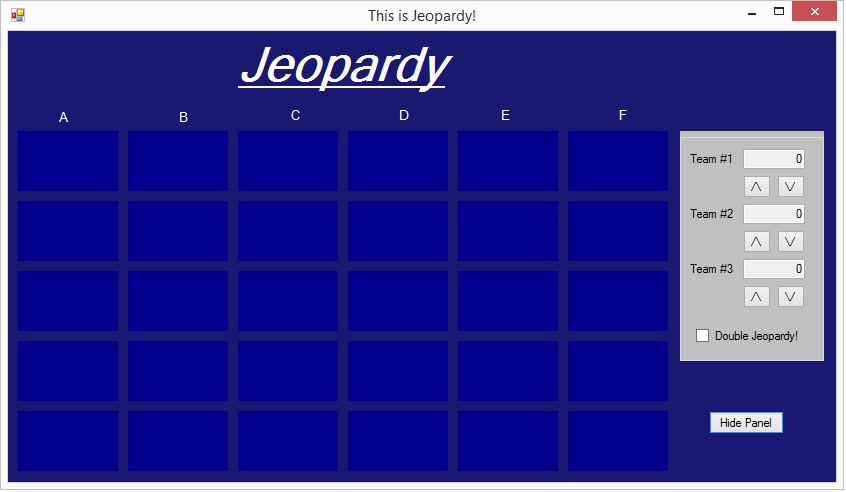 This is Jeopardy!
Jeopardy
A B C D E F
Team #1 0
Team #2 0
Team #3 0
Double Jeopardy!
Hide Panel